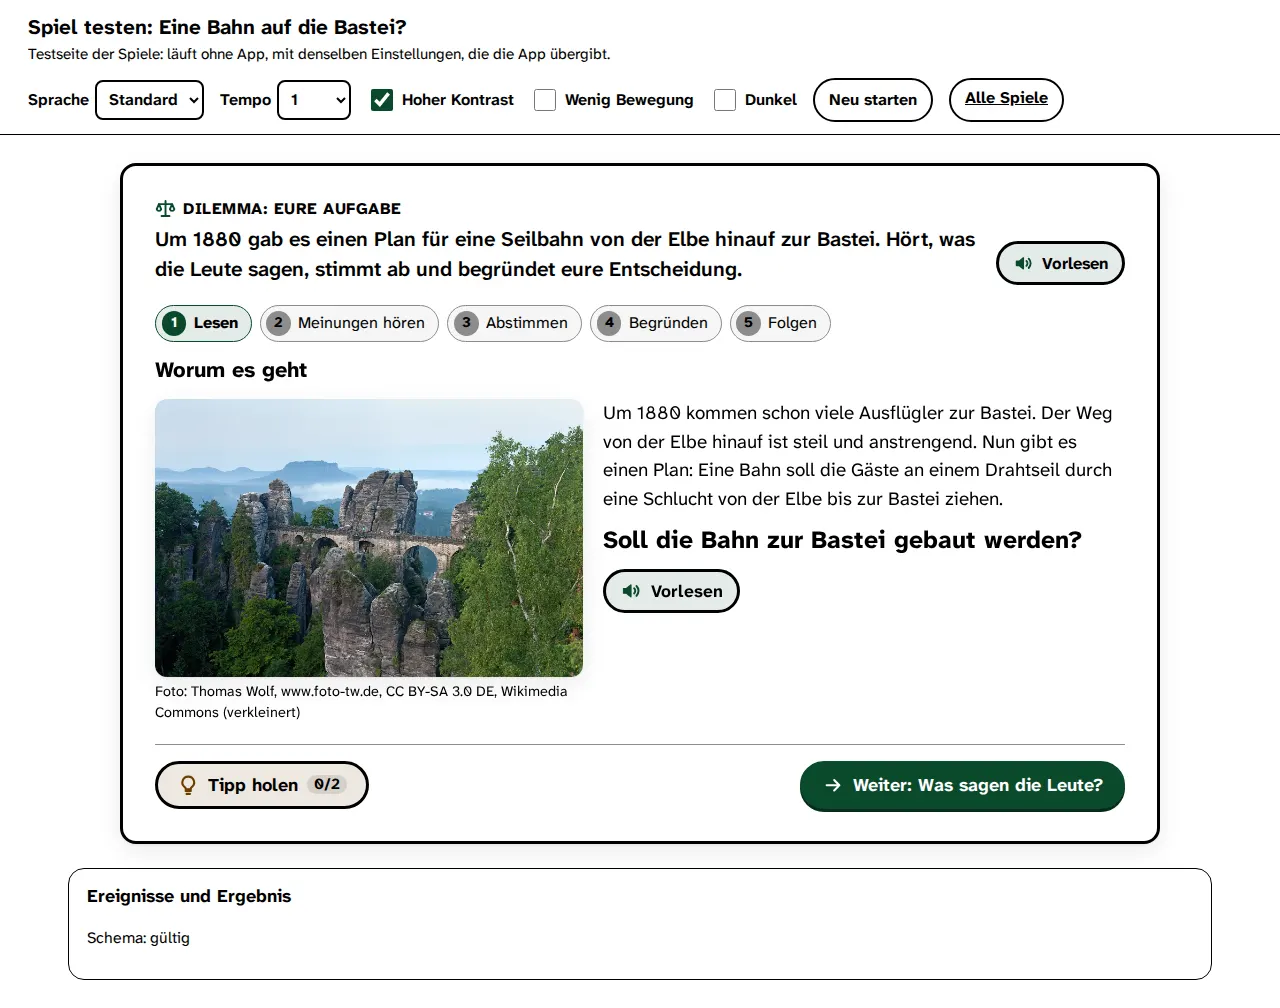 Spiel testen: Eine Bahn auf die Bastei?
Testseite der Spiele: läuft ohne App, mit denselben Einstellungen, die die App übergibt.
Sprache Standard Tempo 1 Hoher Kontrast Wenig Bewegung Dunkel Neu starten Alle Spiele
DILEMMA: EURE AUFGABE
Um 1880 gab es einen Plan für eine Seilbahn von der Elbe hinauf zur Bastei. Hört, was
die Leute sagen, stimmt ab und begründet eure Entscheidung.
Vorlesen
1 Lesen 2 Meinungen hören 3 Abstimmen 4 Begründen 5 Folgen
Worum es geht
Um 1880 kommen schon viele Ausflügler zur Bastei. Der Weg
von der Elbe hinauf ist steil und anstrengend. Nun gibt es
einen Plan: Eine Bahn soll die Gäste an einem Drahtseil durch
eine Schlucht von der Elbe bis zur Bastei ziehen.
Soll die Bahn zur Bastei gebaut werden?
Vorlesen
Foto: Thomas Wolf, www.foto-tw.de, CC BY-SA 3.0 DE, Wikimedia
Commons (verkleinert)
Tipp holen 0/2
Weiter: Was sagen die Leute?
Ereignisse und Ergebnis
Schema: gültig